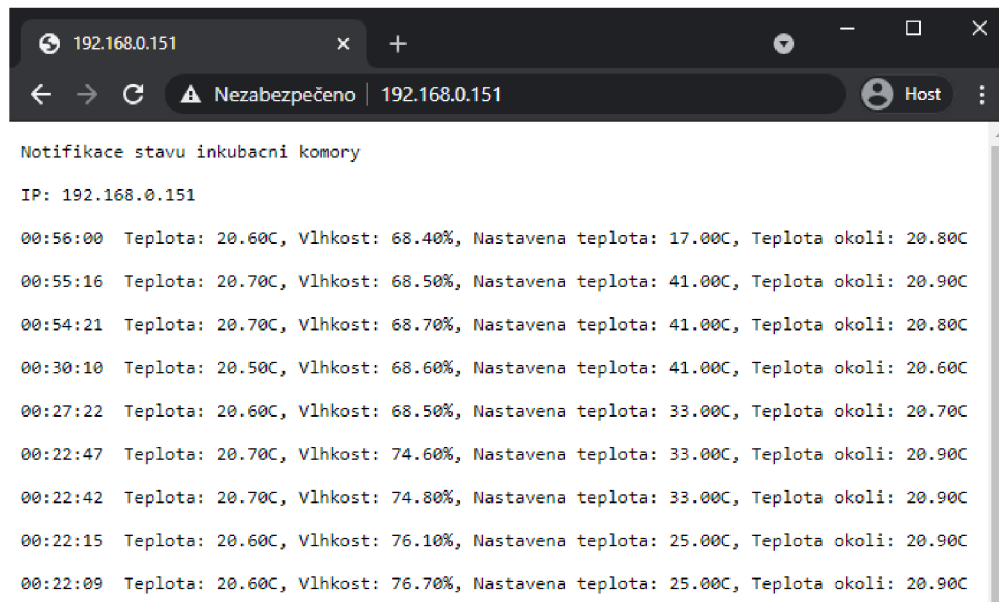 192.168.0.151
Nezabezpečeno 192.168.0.151 Host
Notifikace stavu inkubacni komory
IP: 192.168.0.151
00:56:00 Teplota: 20.60C, Vlhkost: 68.40%, Nastavena teplota: 17.00C, Teplota okoli: 20.80C
00:55:16 Teplota: 20.70C, Vlhkost: 68.50%, Nastavena teplota: 41.00C, Teplota okoli: 20.90C
00:54:21 Teplota: 20.70C, Vlhkost: 68.70%, Nastavena teplota: 41.00C, Teplota okoli: 20.80C
00:30:10 Teplota: 20.50C, Vlhkost: 68.60%, Nastavena teplota: 41.00C, Teplota okoli: 20.60C
00:27:22 Teplota: 20.60C, Vlhkost: 68.50%, Nastavena teplota: 33.00C, Teplota okoli: 20.70C
00:22:47 Teplota: 20.70C, Vlhkost: 74.60%, Nastavena teplota: 33.00C, Teplota okoli: 20.90C
00:22:42 Teplota: 20.70C, Vlhkost: 74.80%, Nastavena teplota: 33.00C, Teplota okoli: 20.90C
00:22:15 Teplota: 20.60C, Vlhkost: 76.10%, Nastavena teplota: 25.00C, Teplota okoli: 20.90C
00:22:09 Teplota: 20.60C, Vlhkost: 76.70%, Nastavena teplota: 25.00C, Teplota okoli: 20.90C